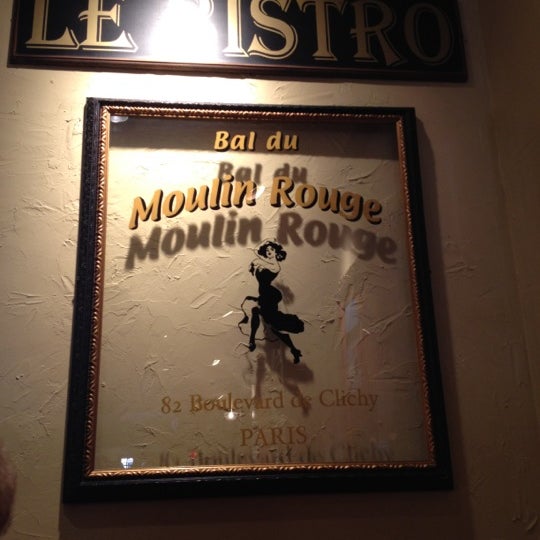 LE BISTRO
Bal du
Moulin Rouge
82 Boulevard de Clichy
PARIS